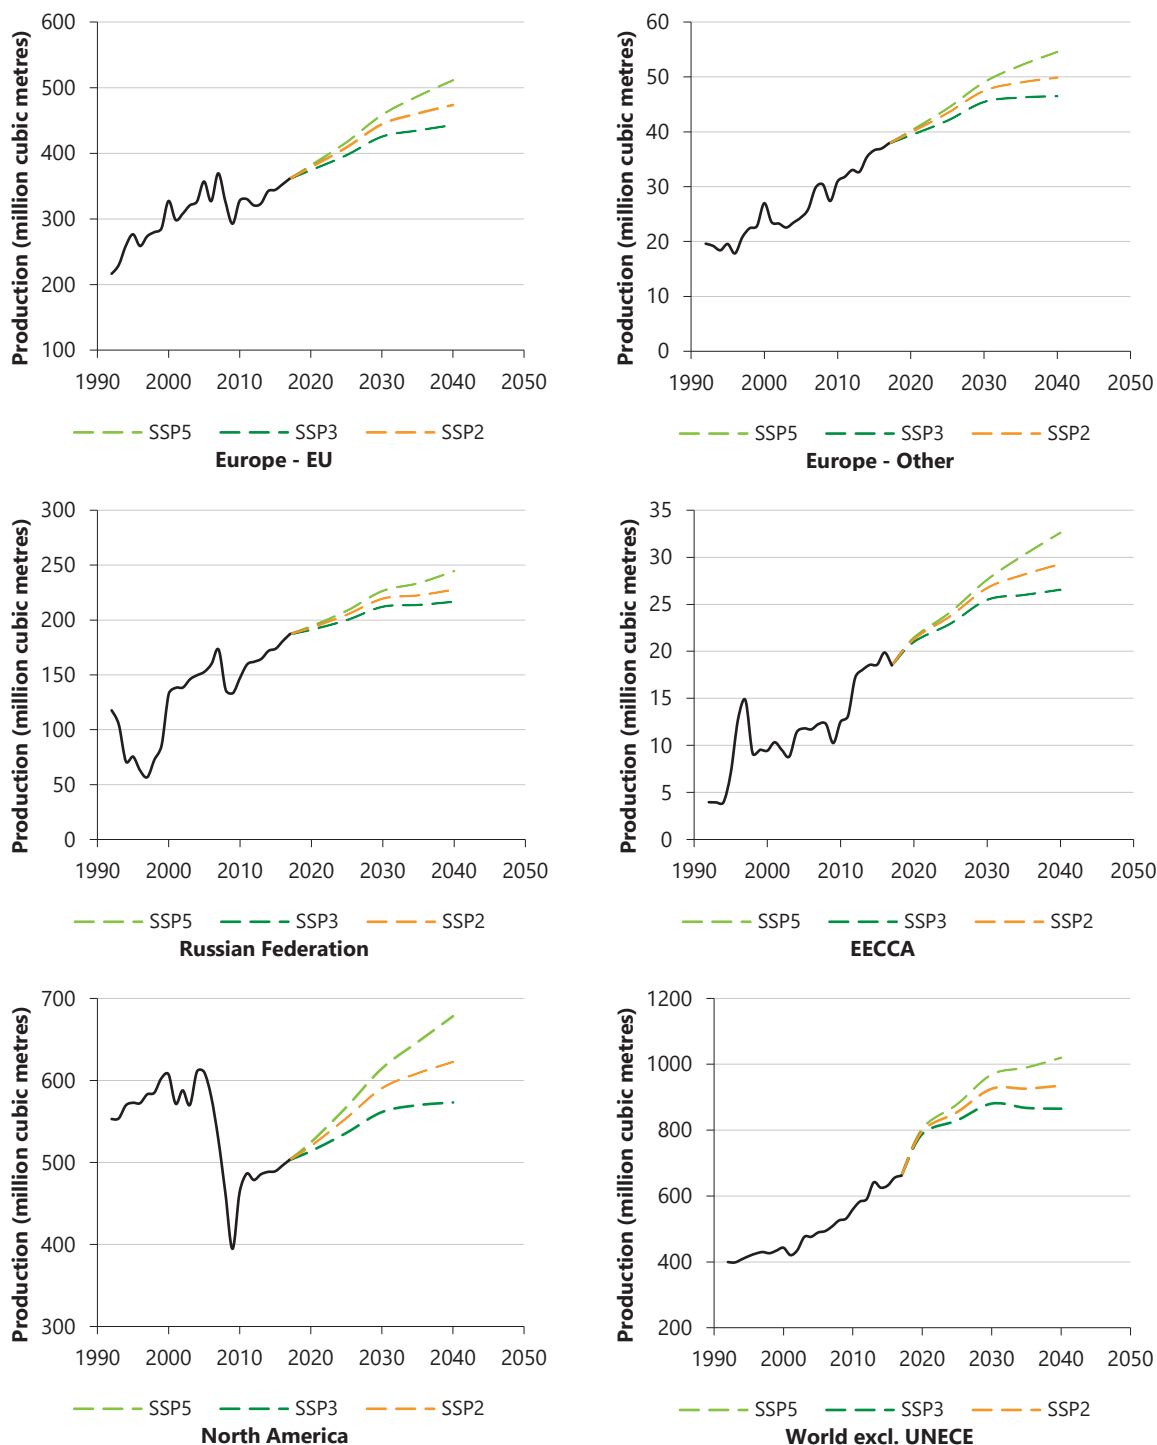 Production (million cubic metres)
600
500
400
300
200
100
1990 2000 2010 2020 2030 2040 2050
SSP5 SSP3 SSP2
Europe - EU
Production (million cubic metres)
60
50
40
30
20
10
0
1990 2000 2010 2020 2030 2040 2050
SSP5 SSP3 SSP2
Europe - Other
Production (million cubic metres)
300
250
200
150
100
50
0
1990 2000 2010 2020 2030 2040 2050
SSP5 SSP3 SSP2
Russian Federation
Production (million cubic metres)
35
30
25
20
15
10
5
0
1990 2000 2010 2020 2030 2040 2050
SSP5 SSP3 SSP2
EECCA
Production (million cubic metres)
700
600
500
400
300
1990 2000 2010 2020 2030 2040 2050
SSP5 SSP3 SSP2
North America
Production (million cubic metres)
1200
1000
800
600
400
200
1990 2000 2010 2020 2030 2040 2050
SSP5 SSP3 SSP2
World excl. UNECE